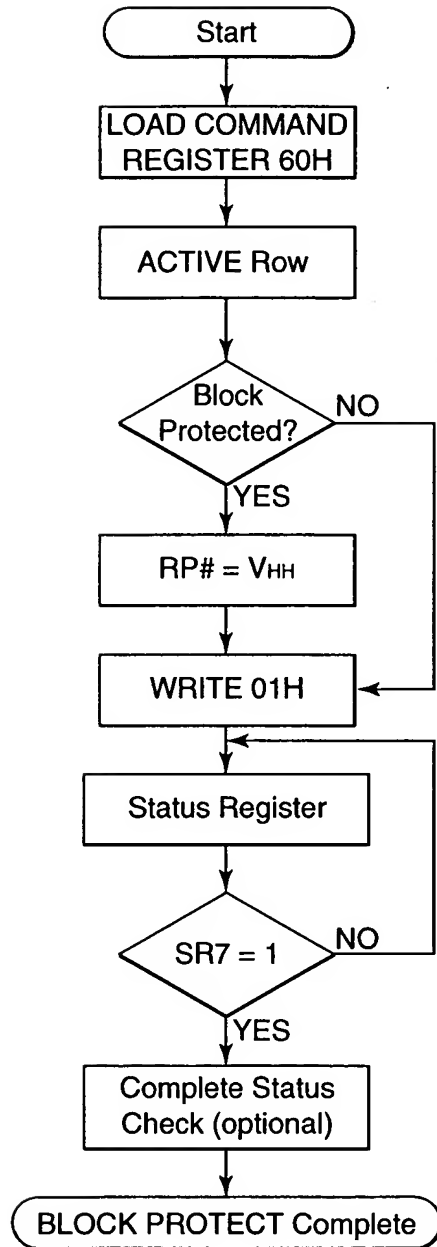 Start
LOAD COMMAND
REGISTER 60H
ACTIVE Row
Block
Protected?
NO
YES
RP# = VHH
WRITE 01H
Status Register
SR7 = 1
NO
YES
Complete Status
Check (optional)
BLOCK PROTECT Complete